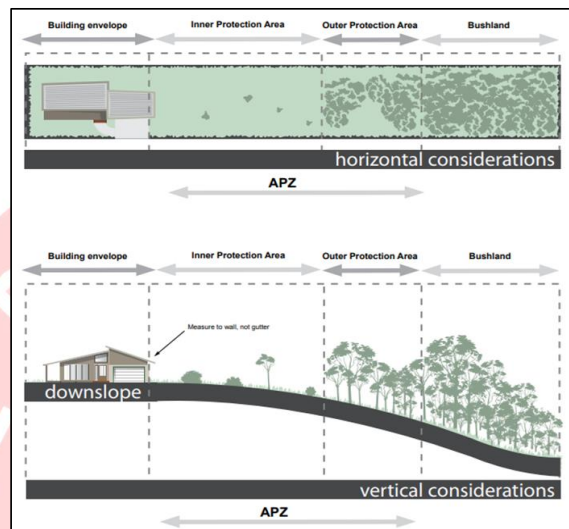 Building envelope Inner Protection Area Outer Protection Area Bushland
horizontal considerations
APZ
Building envelope Inner Protection Area Outer Protection Area Bushland
Measure to wall, not gutter
downslope
vertical considerations
APZ